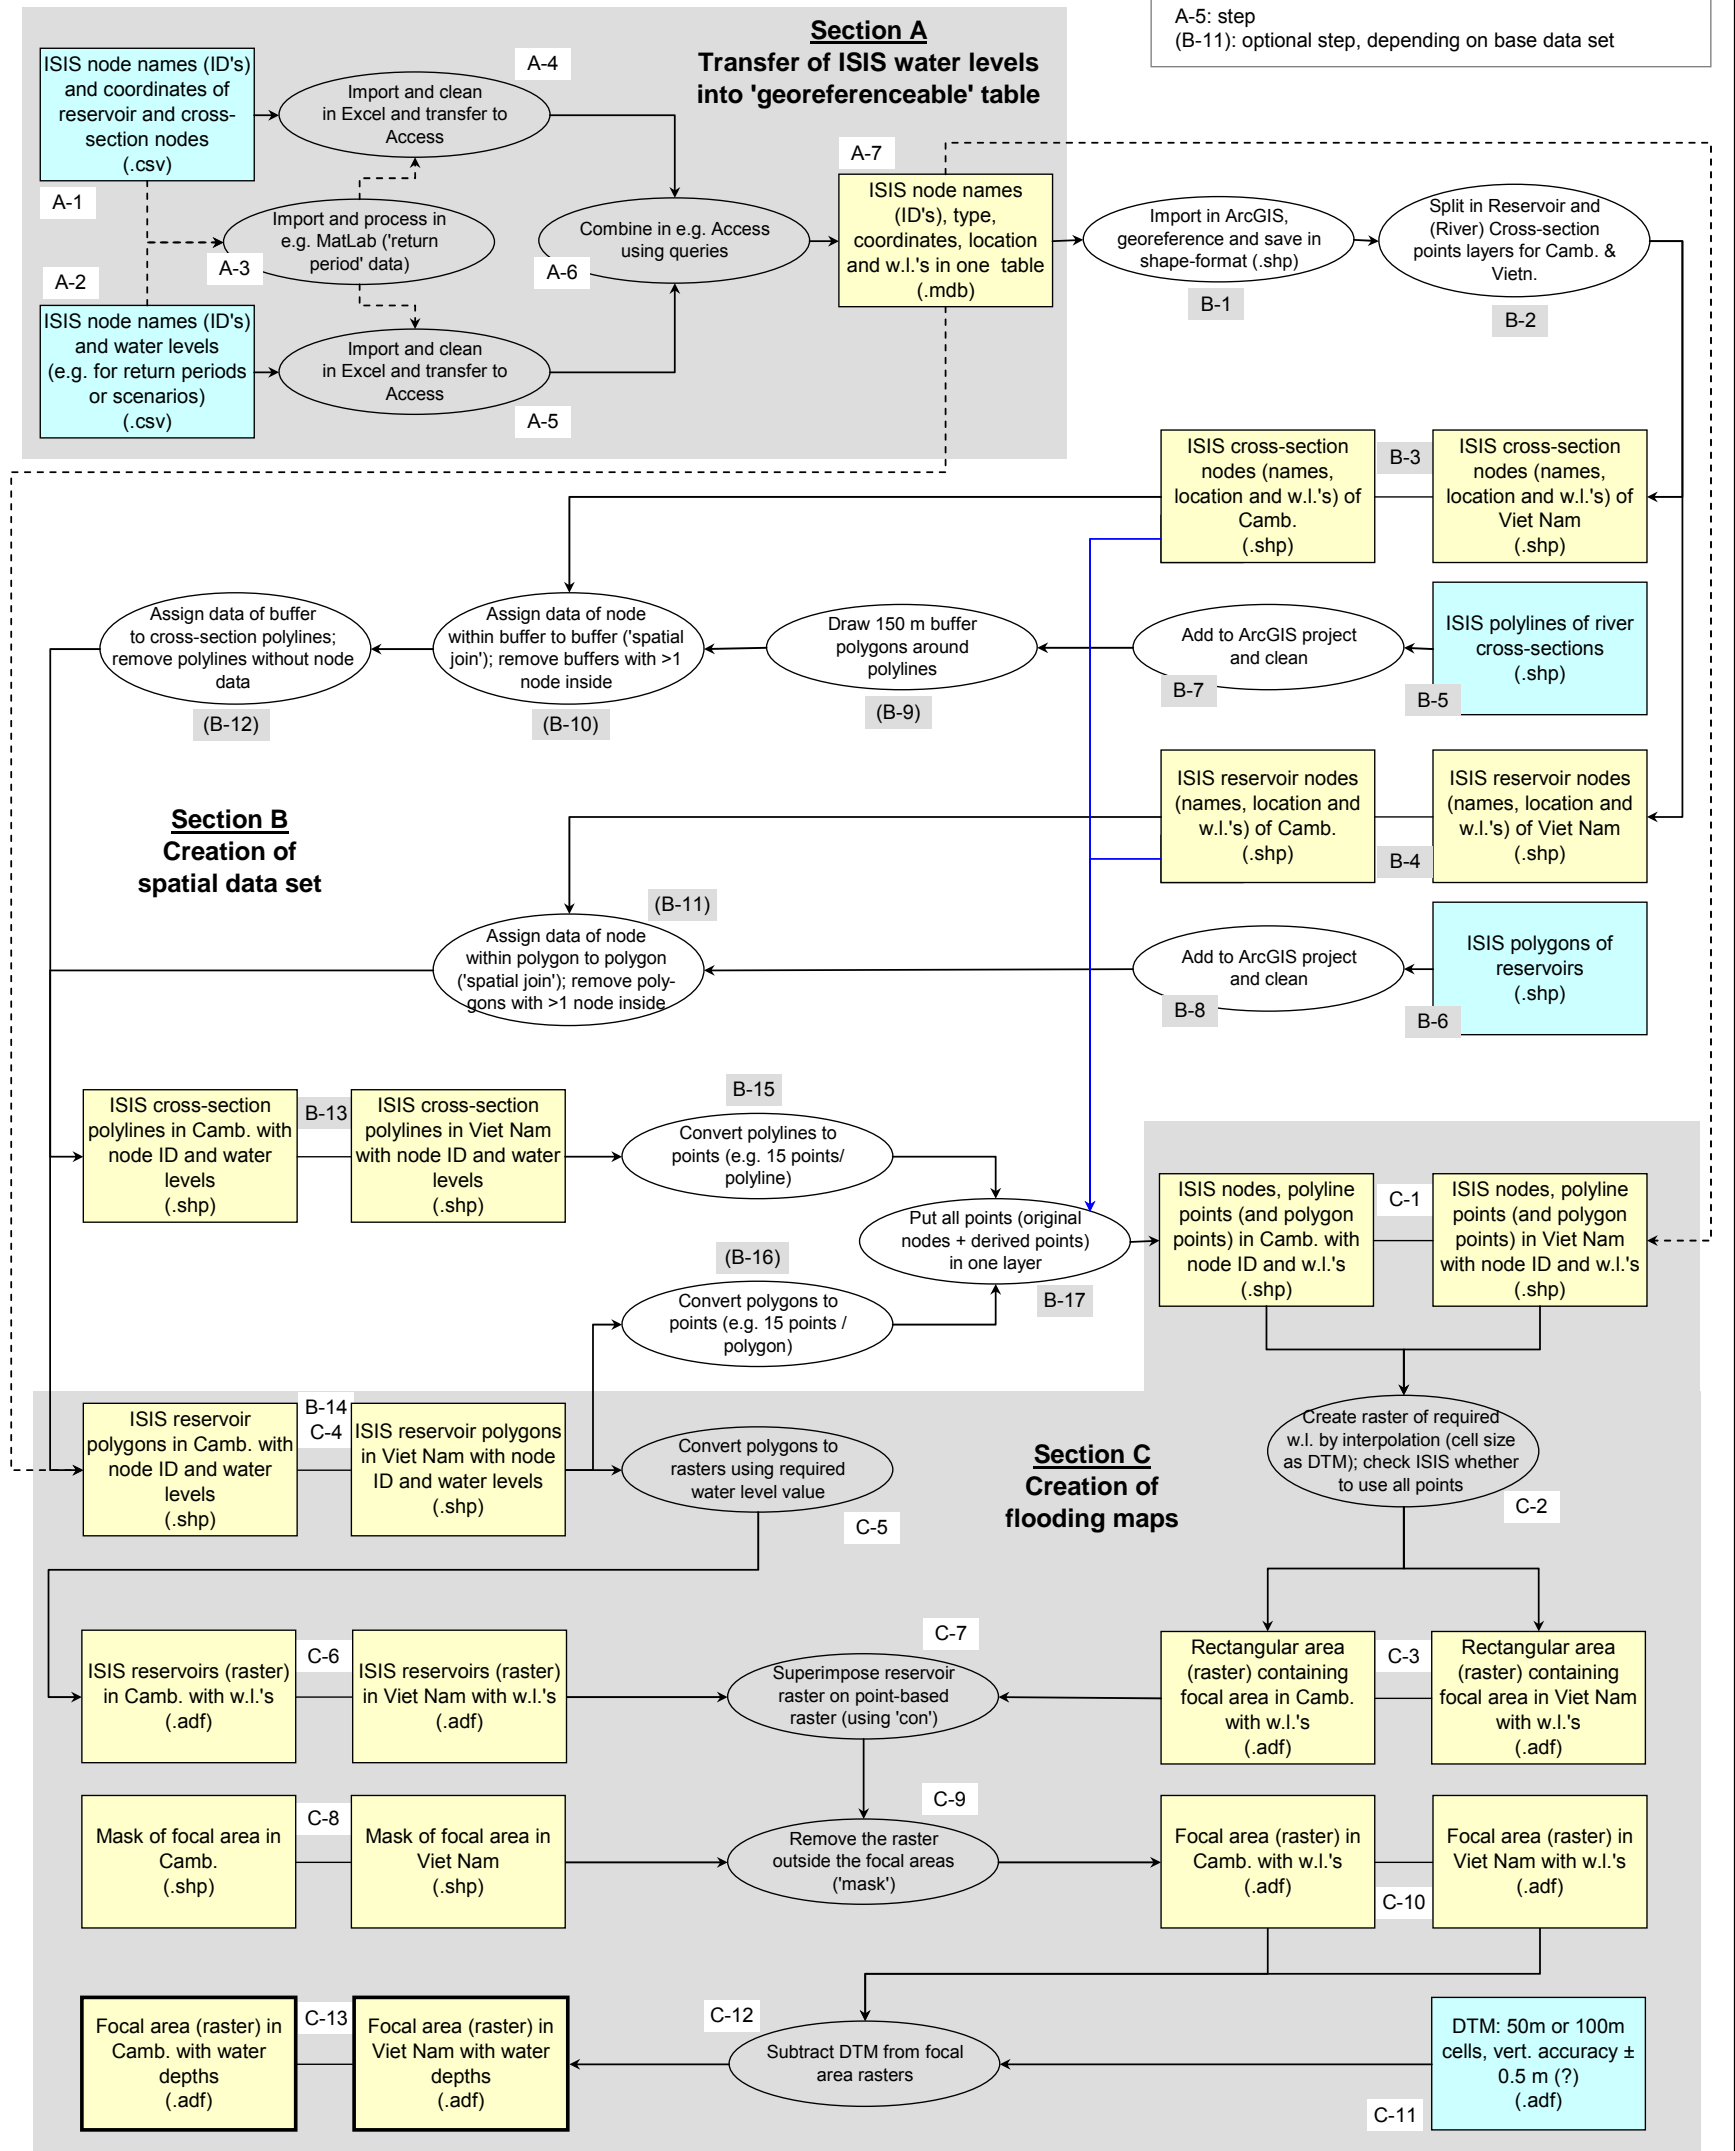 A-5: step
(B-11): optional step, depending on base data set
Section A
Transfer of ISIS water levels
into 'georeferenceable' table
ISIS node names (ID's)
and coordinates of
reservoir and cross-
section nodes
(.csv)
A-1
A-4
Import and clean
in Excel and transfer to
Access
Import and process in
e.g. MatLab ('return
period' data)
A-3
A-2
ISIS node names (ID's)
and water levels
(e.g. for return periods
or scenarios)
(.csv)
Import and clean
in Excel and transfer to
Access
A-5
Combine in e.g. Access
using queries
A-6
A-7
ISIS node names
(ID's), type,
coordinates, location
and w.l.'s in one table
(.mdb)
Import in ArcGIS,
georeference and save in
shape-format (.shp)
B-1
Split in Reservoir and
(River) Cross-section
points layers for Camb. &
Vietn.
B-2
ISIS cross-section
nodes (names,
location and w.l.'s) of
Camb.
(.shp)
B-3
ISIS cross-section
nodes (names,
location and w.l.'s) of
Viet Nam
(.shp)
Assign data of buffer
to cross-section polylines;
remove polylines without node
data
(B-12)
Assign data of node
within buffer to buffer ('spatial
join'); remove buffers with >1
node inside
(B-10)
Draw 150 m buffer
polygons around
polylines
(B-9)
Add to ArcGIS project
and clean
B-7
ISIS polylines of river
cross-sections
(.shp)
B-5
Section B
Creation of
spatial data set
ISIS reservoir nodes
(names, location and
w.l.'s) of Camb.
(.shp)
B-4
ISIS reservoir nodes
(names, location and
w.l.'s) of Viet Nam
(.shp)
(B-11)
Assign data of node
within polygon to polygon
('spatial join'); remove poly-
gons with >1 node inside
Add to ArcGIS project
and clean
B-8
ISIS polygons of
reservoirs
(.shp)
B-6
ISIS cross-section
polylines in Camb. with
node ID and water
levels
(.shp)
B-13
ISIS cross-section
polylines in Viet Nam
with node ID and water
levels
(.shp)
B-15
Convert polylines to
points (e.g. 15 points/
polyline)
Put all points (original
nodes + derived points)
in one layer
B-17
(B-16)
Convert polygons to
points (e.g. 15 points /
polygon)
ISIS nodes, polyline
points (and polygon
points) in Camb. with
node ID and w.l.'s
(.shp)
C-1
ISIS nodes, polyline
points (and polygon
points) in Viet Nam
with node ID and w.l.'s
(.shp)
ISIS reservoir
polygons in Camb. with
node ID and water
levels
(.shp)
B-14
C-4
ISIS reservoir polygons
in Viet Nam with node
ID and water levels
(.shp)
Convert polygons to
rasters using required
water level value
C-5
Section C
Creation of
flooding maps
Create raster of required
w.l. by interpolation (cell size
as DTM); check ISIS whether
to use all points
C-2
ISIS reservoirs (raster)
in Camb. with w.l.'s
(.adf)
C-6
ISIS reservoirs (raster)
in Viet Nam with w.l.'s
(.adf)
C-7
Superimpose reservoir
raster on point-based
raster (using 'con')
Rectangular area
(raster) containing
focal area in Camb.
with w.l.'s
(.adf)
C-3
Rectangular area
(raster) containing
focal area in Viet Nam
with w.l.'s
(.adf)
Mask of focal area in
Camb.
(.shp)
C-8
Mask of focal area in
Viet Nam
(.shp)
C-9
Remove the raster
outside the focal areas
('mask')
Focal area (raster) in
Camb. with w.l.'s
(.adf)
C-10
Focal area (raster) in
Viet Nam with w.l.'s
(.adf)
Focal area (raster) in
Camb. with water
depths
(.adf)
C-13
Focal area (raster) in
Viet Nam with water
depths
(.adf)
C-12
Subtract DTM from focal
area rasters
DTM: 50m or 100m
cells, vert. accuracy ±
0.5 m (?)
(.adf)
C-11